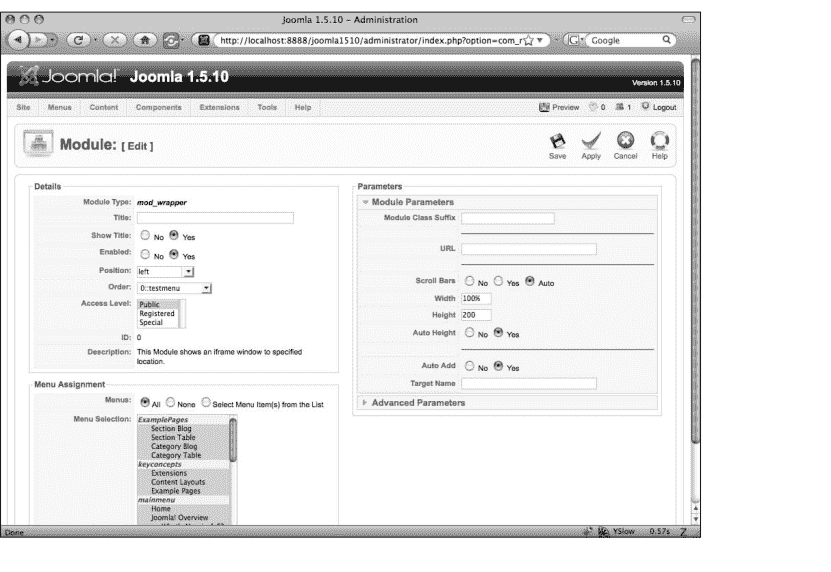 Joomla 1.5.10 - Administration
http://localhost:8888/joomla1510/administrator/index.php?option=com_r
Google
Joomla! Joomla 1.5.10
Version 1.5.10
Site Menus Content Components Extensions Tools Help Preview 0 1 Logout
Module: [ Edit ]
Save Apply Cancel Help
Details
Module Type: mod_wrapper
Title:
Show Title: No Yes
Enabled: No Yes
Position: left
Order: 0::testmenu
Access Level: Public
Registered
Special
ID: 0
Description: This Module shows an iframe window to specified
location.
Menu Assignment
Menus: All None Select Menu Item(s) from the List
Menu Selection: ExamplePages
Section Blog
Section Table
Category Blog
Category Table
keyconcepts
Extensions
Content Layouts
Example Pages
mainmenu
Home
Joomla! Overview
Parameters
Module Parameters
Module Class Suffix
URL
Scroll Bars No Yes Auto
Width 100%
Height 200
Auto Height No Yes
Auto Add No Yes
Target Name
Advanced Parameters
Done YSlow 0.57s